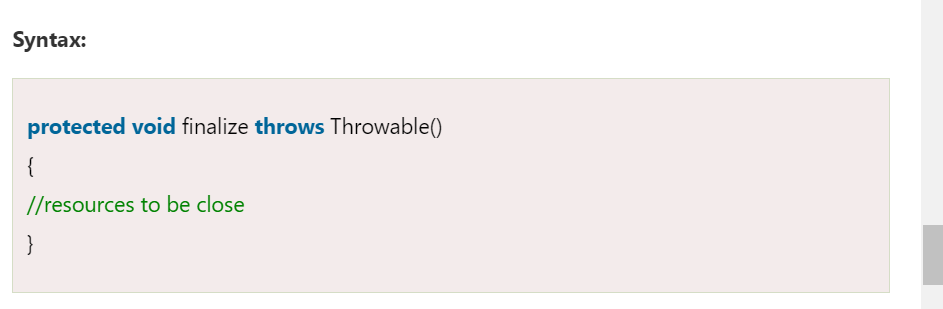 Syntax:
protected void finalize throws Throwable()
{
//resources to be close
}